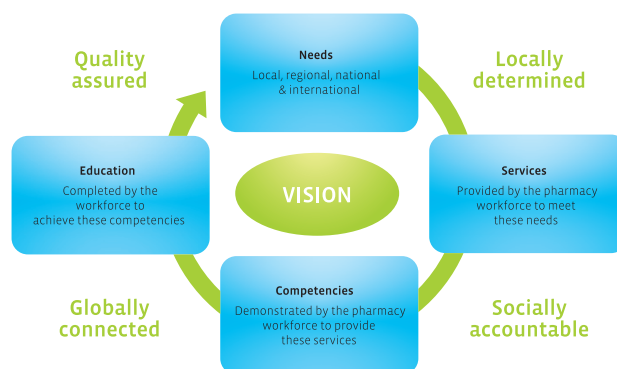 Quality
assured
Needs
Local, regional, national
& international
Locally
determined
Education
Completed by the
workforce to
achieve these competencies
VISION
Services
Provided by the pharmacy
workforce to meet
these needs
Globally
connected
Competencies
Demonstrated by the pharmacy
workforce to provide
these services
Socially
accountable